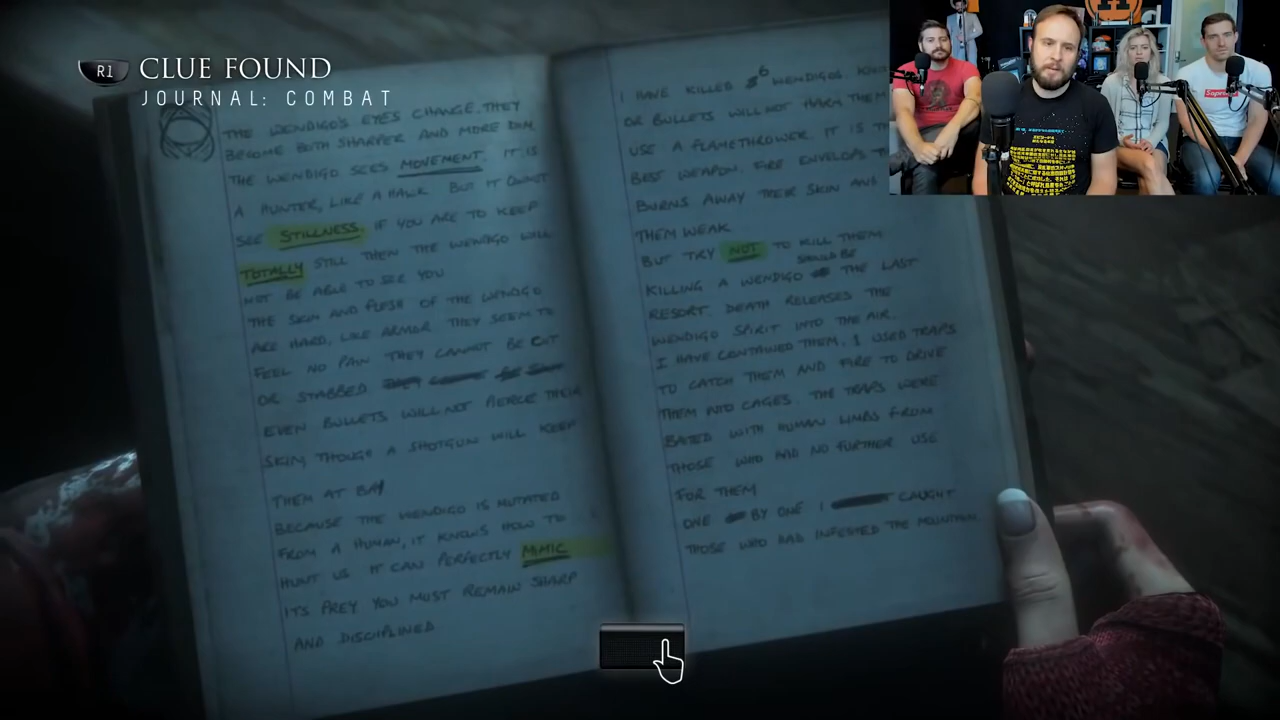 R1 CLUE FOUND
JOURNAL: COMBAT
THE WENDIGO'S EYES CHANGE. THEY
BECOME BOTH SHARPER AND MORE DIM.
THE WENDIGO SEES MOVEMENT. IT IS
A HUNTER, LIKE A HAWK. BUT IT CANNOT
SEE STILLNESS. IF YOU ARE TO KEEP
TOTALLY STILL THEN THE WENDIGO WILL
NOT BE ABLE TO SEE YOU
THE SKIN AND FLESH OF THE WENDIGO
ARE HARD, LIKE ARMOR. THEY SEEM TO
FEEL NO PAIN THEY CANNOT BE CUT
OR STABBED
EVEN BULLETS WILL NOT PIERCE THEIR
SKIN, THOUGH A SHOTGUN WILL KEEP
THEM AT BAY
BECAUSE THE WENDIGO IS MUTATED
FROM A HUMAN, IT KNOWS HOW TO
HUNT US IT CAN PERFECTLY MIMIC
ITS PREY YOU MUST REMAIN SHARP
AND DISCIPLINED
I HAVE KILLED 6 WENDIGOS.
OR BULLETS WILL NOT HARM THEM
USE A FLAMETHROWER. IT IS
BEST WEAPON. FIRE ENVELOPS
BURNS AWAY THEIR SKIN AND
THEM WEAK
BUT TRY NOT TO KILL THEM
KILLING A WENDIGO SHOULD BE THE LAST
RESORT. DEATH RELEASES THE
WENDIGO SPIRIT INTO THE AIR.
I HAVE CONTAINED THEM. I USED TRAPS
TO CATCH THEM AND FIRE TO DRIVE
THEM INTO CAGES. THE TRAPS WERE
BAITED WITH HUMAN LIMBS FROM
THOSE WHO HAD NO FURTHER USE
FOR THEM
ONE BY ONE I CAUGHT
THOSE WHO HAD INFESTED THE MOUNTAIN.
Supreme